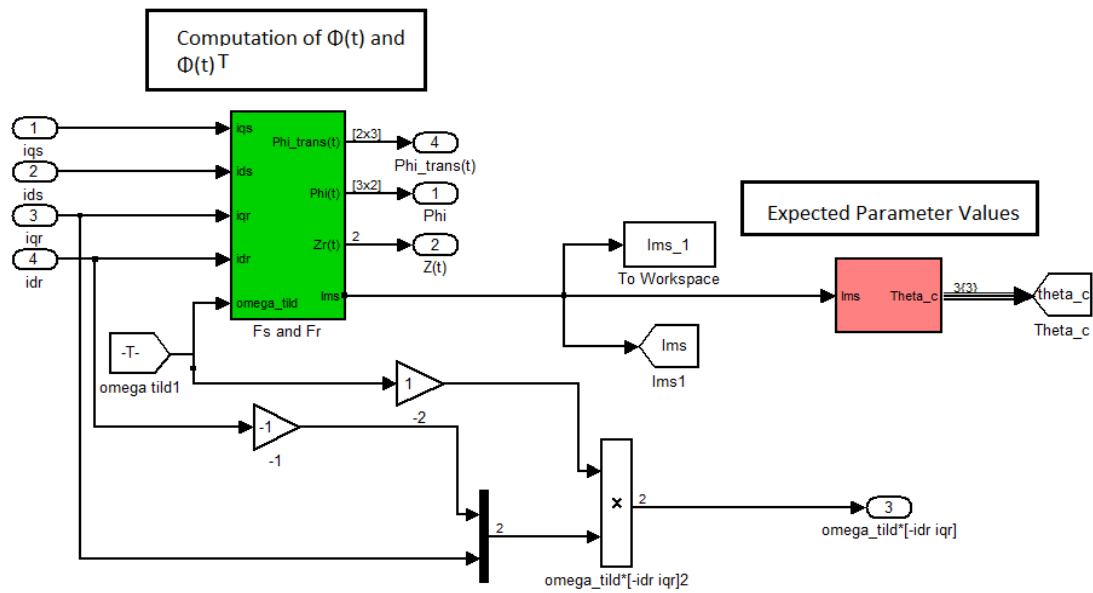 Computation of Φ(t) and
Φ(t)T
1
iqs
2
ids
3
iqr
4
idr
iqs
ids
iqr
idr
omega_tild
Phi_trans(t)
Phi(t)
Zr(t)
Ims
Fs and Fr
[2x3]
4
Phi_trans(t)
[3x2]
1
Phi
2
2
Z(t)
Expected Parameter Values
Ims_1
To Workspace
Ims
Theta_c
3{3}
theta_c
Theta_c
Ims
Ims1
-T-
omega tild1
1
-2
-1
-1
2
×
2
omega_tild*[-idr iqr]2
3
omega_tild*[-idr iqr]